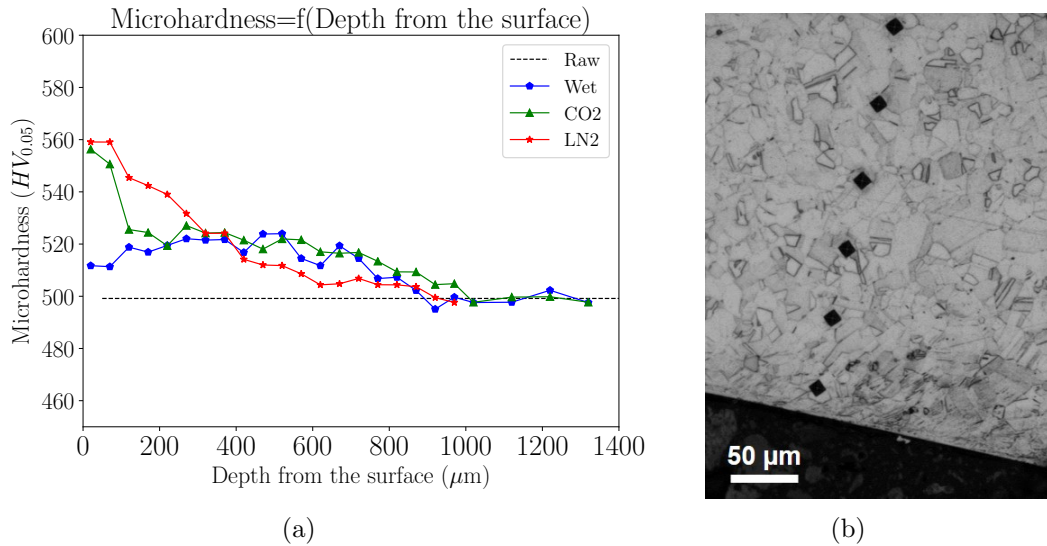 Microhardness=f(Depth from the surface)
600
580
560
540
520
500
480
460
Microhardness (HV0.05)
0 200 400 600 800 1000 1200 1400
Depth from the surface (μm)
Raw
Wet
CO2
LN2
(a)
50 μm
(b)